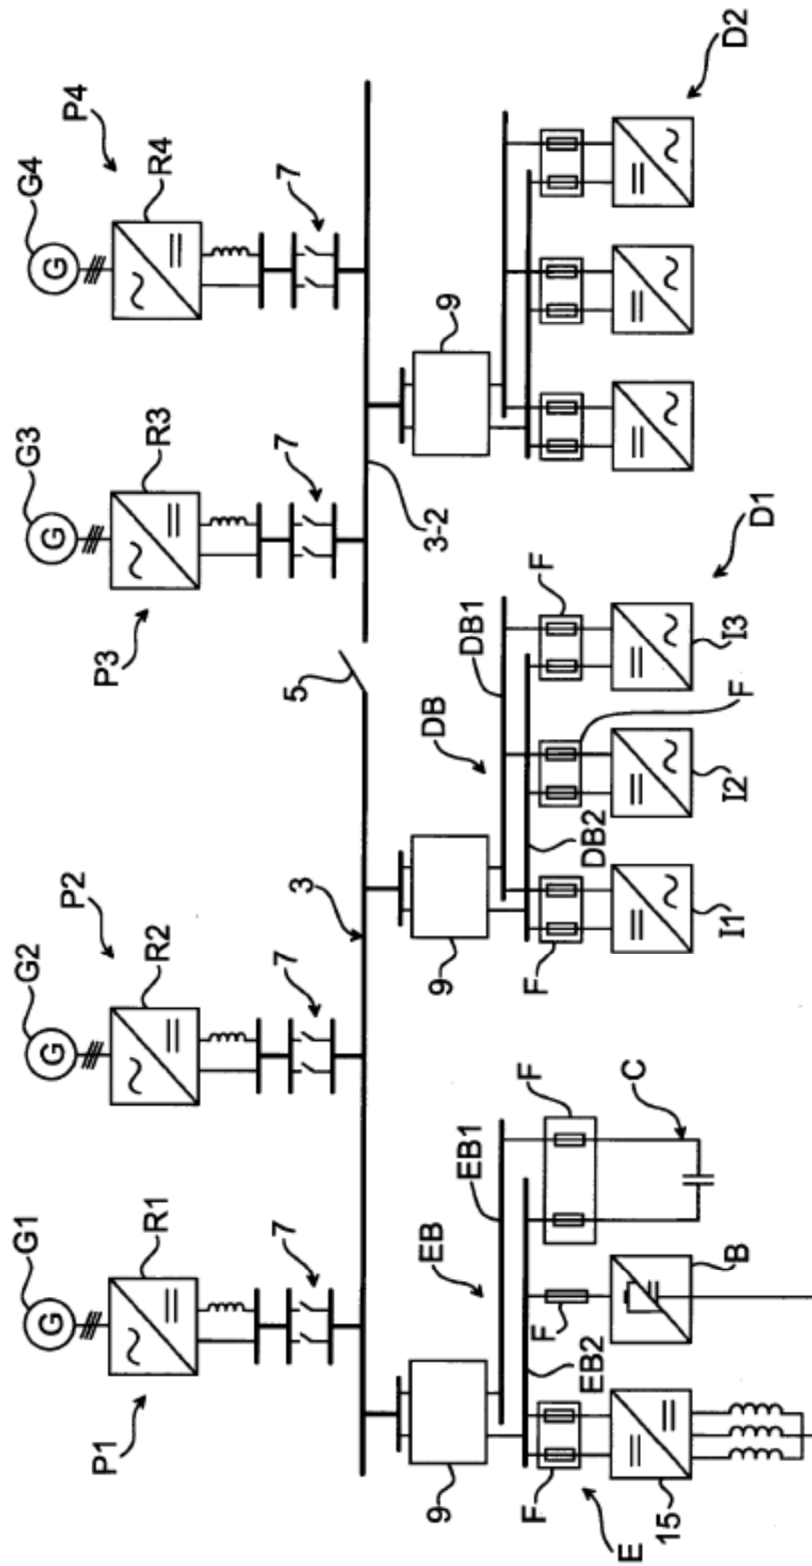 G1 G2 G3 G4
G G G G
P2 P4
P1 P3
R1 R2 R3 R4
7 7 7 7
5
3
EB DB 3-2
9 9 9
EB1 DB1
F F F F F
EB2 DB2
E C
15 B I1 I2 F I3 D2
D1